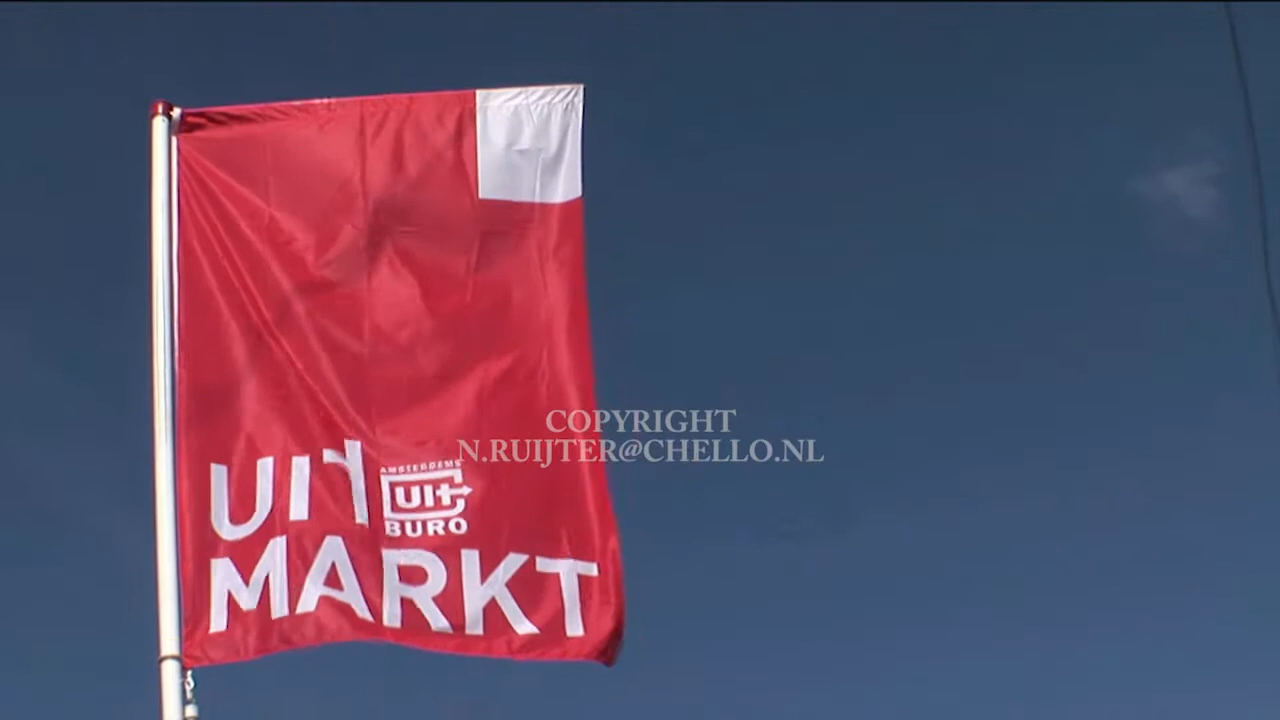 COPYRIGHT
N.RUIJTER@CHELLO.NL
UIT
AMSTERDAMS
UIT
BURO
MARKT